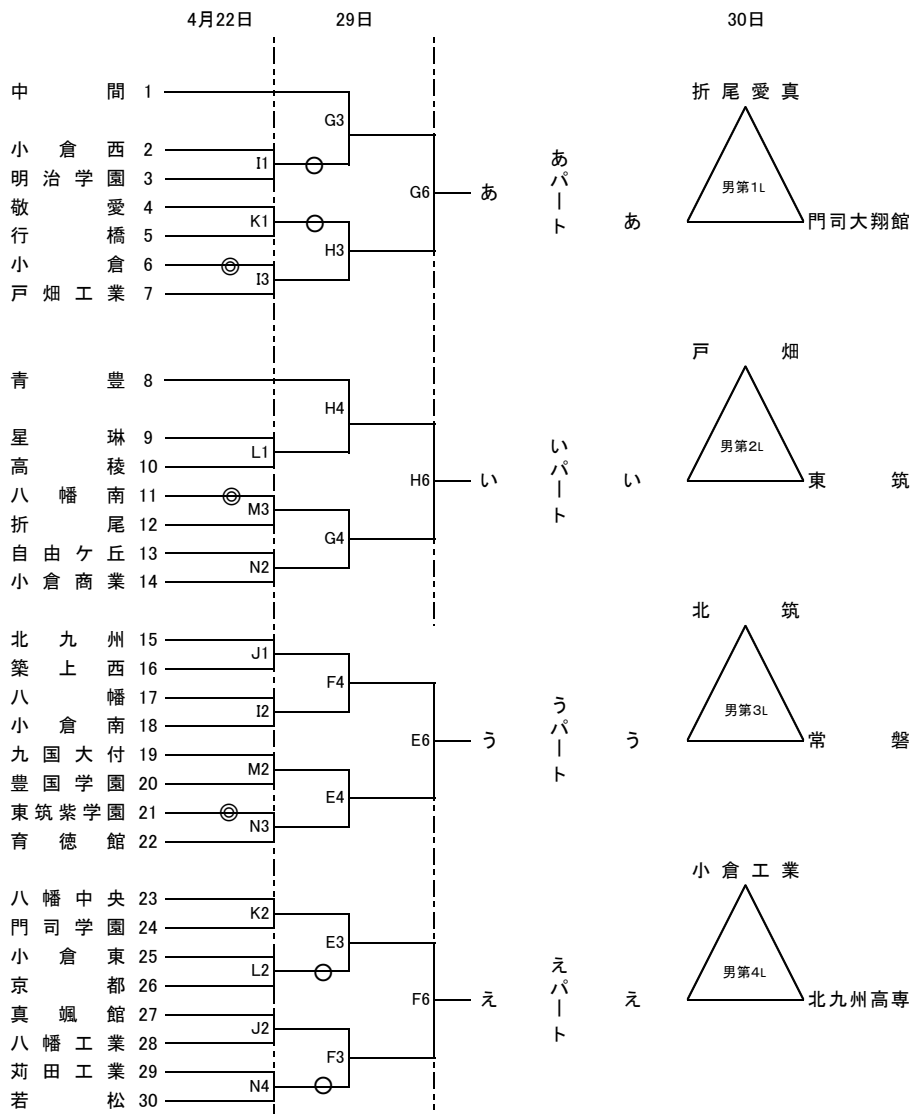 4月22日 29日 30日
中間 1
小倉西 2
明治学園 3
敬愛 4
行橋 5
小倉 6
戸畑工業 7
I1
K1
I3
G3
H3
G6
あ
あパート
あ
折尾愛真
男第1L
門司大翔館
青豊 8
星琳 9
高稜 10
八幡南 11
折尾 12
自由ケ丘 13
小倉商業 14
L1
M3
N2
H4
G4
H6
い
いパート
い
戸畑
男第2L
東筑
北九州 15
築上西 16
八幡 17
小倉南 18
九国大付 19
豊国学園 20
東筑紫学園 21
育徳館 22
J1
I2
M2
N3
F4
E4
E6
う
うパート
う
北筑
男第3L
常磐
八幡中央 23
門司学園 24
小倉東 25
京都 26
真颯館 27
八幡工業 28
苅田工業 29
若松 30
K2
L2
J2
N4
E3
F3
F6
え
えパート
え
小倉工業
男第4L
北九州高専